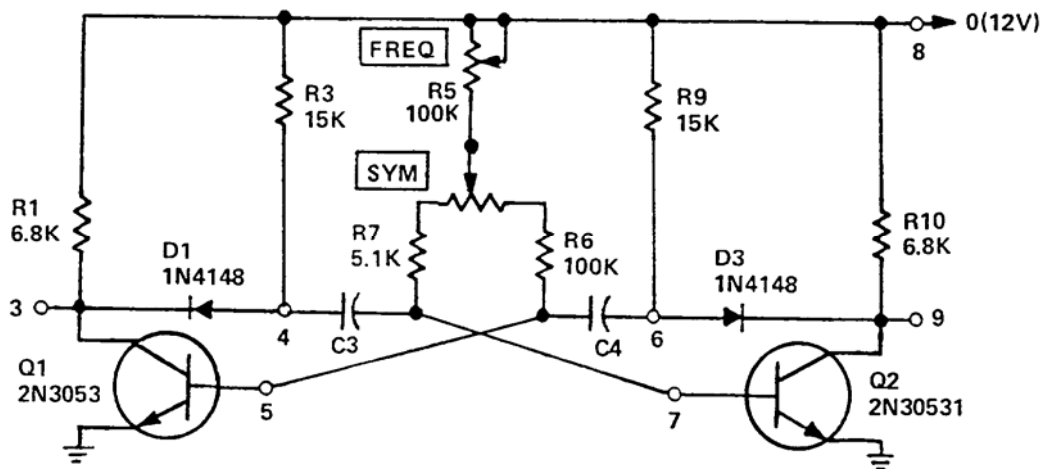 0(12V)
8
FREQ
R3
15K
R5
100K
R9
15K
SYM
R1
6.8K
R7
5.1K
R6
100K
R10
6.8K
D1
1N4148
D3
1N4148
3
4
C3
C4
6
9
Q1
2N3053
5
7
Q2
2N30531